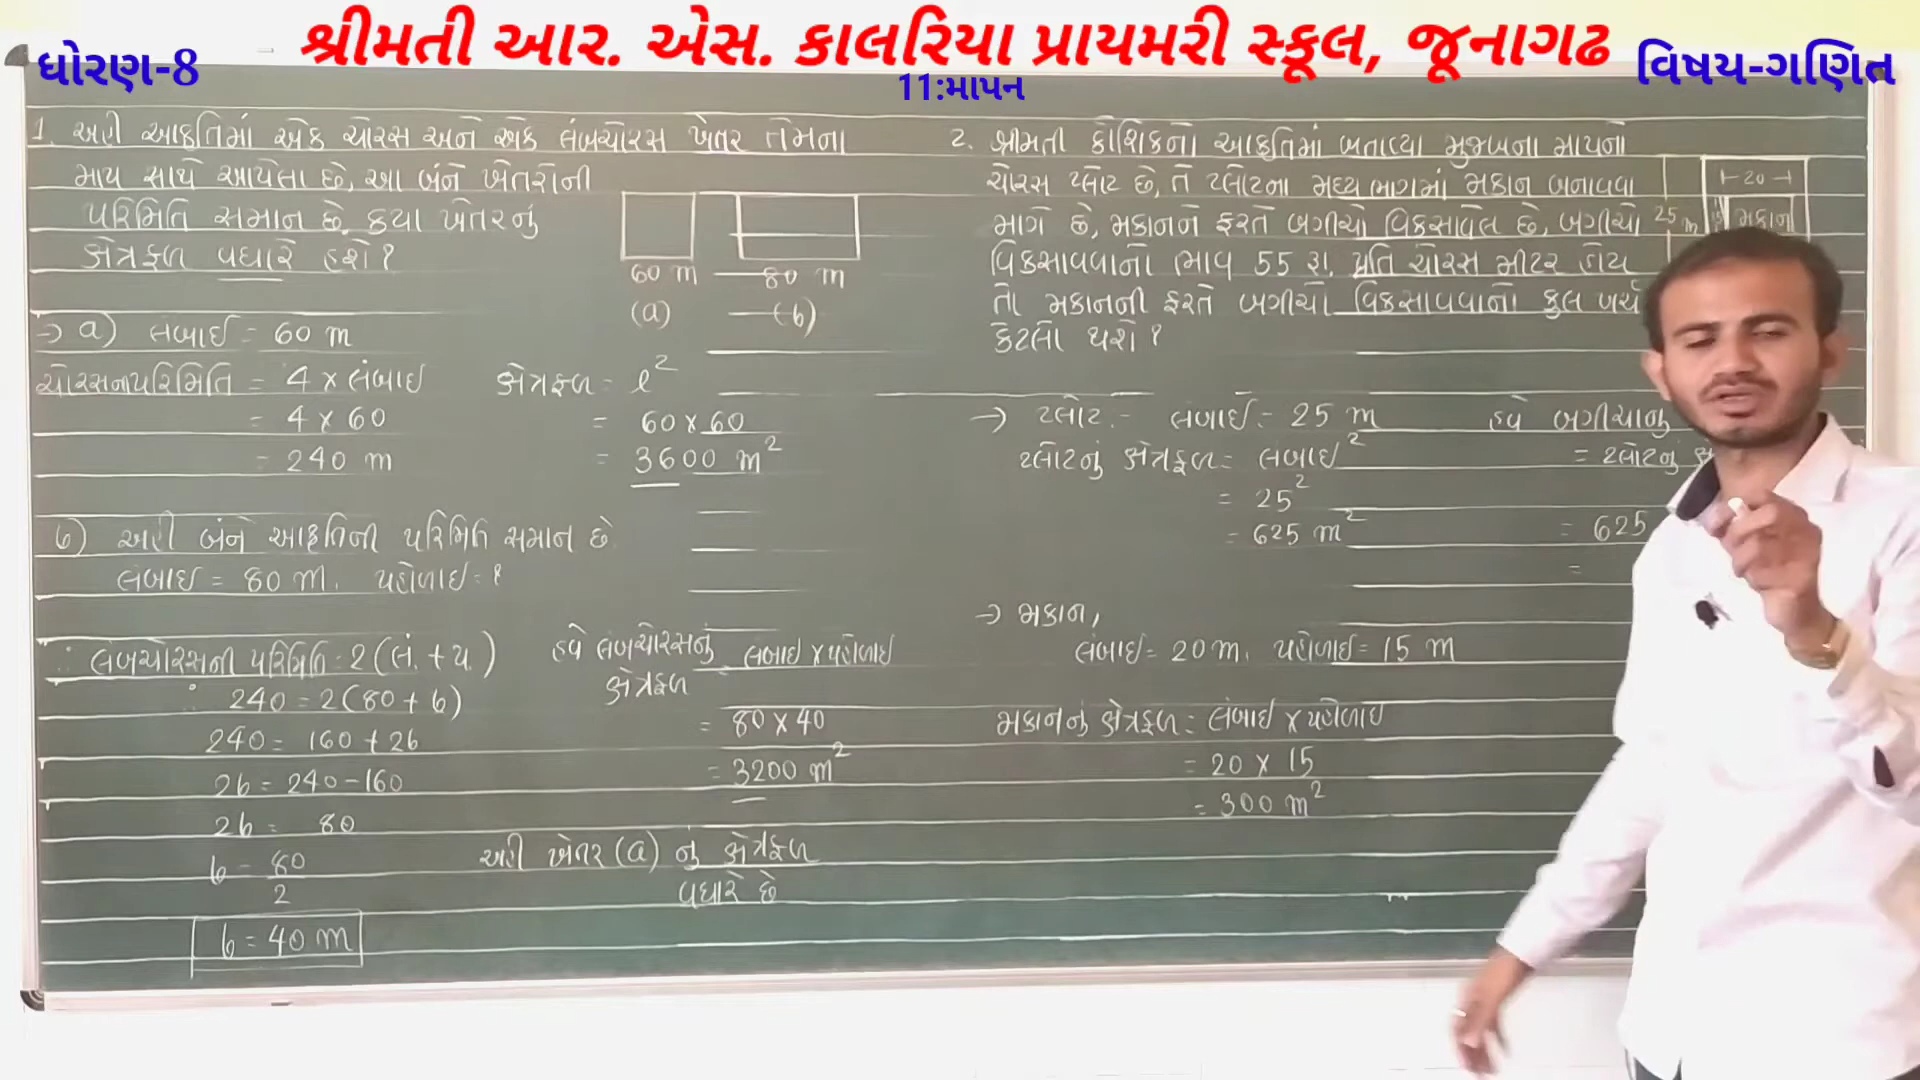 શ્રીમતી આર. એસ. કાલરિયા પ્રાયમરી સ્કૂલ, જૂનાગઢ
ધોરણ-8
વિષય-ગણિત
11:માપન
1. અહી આકૃતિમાં એક ચોરસ અને એક લંબચોરસ ખેતર તેમના
માપ સાથે આપેલા છે, આ બંને ખેતરોની
પરિમિતિ સમાન છે. કયા ખેતરનું
ક્ષેત્રફળ વધારે હશે?
60 m
80 m
(a)
(b)
→ a) લંબાઈ = 60 m
ચોરસના પરિમિતિ = 4 × લંબાઈ
= 4 × 60
= 240 m
ક્ષેત્રફળ = l²
= 60 × 60
= 3600 m²
b) અહી બંને આકૃતિની પરિમિતિ સમાન છે
લંબાઈ = 80 m. પહોળાઈ = ?
∴ લંબચોરસની પરિમિતિ = 2 (લં. + પ.)
∴ 240 = 2(80 + b)
240 = 160 + 2b
2b = 240 - 160
2b = 80
b = 80
2
b = 40 m
હવે લંબચોરસનું
ક્ષેત્રફળ
= લંબાઈ × પહોળાઈ
= 80 × 40
= 3200 m²
અહી ખેતર (a) નું ક્ષેત્રફળ
વધારે છે
2. શ્રીમતી કૌશિકનો આકૃતિમાં બતાવ્યા મુજબના માપનો
ચોરસ પ્લોટ છે, તે પ્લોટના મધ્ય ભાગમાં મકાન બનાવવા
માગે છે, મકાનને ફરતે બગીચો વિકસાવેલ છે, બગીચો
વિકસાવવાનો ભાવ 55 રૂા. પ્રતિ ચોરસ મીટર હોય
તો મકાનની ફરતે બગીચો વિકસાવવાનો કુલ ખર્ચ
કેટલો થશે?
20
25 m
મકાન
→ પ્લોટ :- લંબાઈ = 25 m
પ્લોટનું ક્ષેત્રફળ = લંબાઈ²
= 25²
= 625 m²
→ મકાન,
લંબાઈ = 20 m. પહોળાઈ = 15 m
મકાનનું ક્ષેત્રફળ = લંબાઈ × પહોળાઈ
= 20 × 15
= 300 m²
હવે બગીચાનું
= પ્લોટનું
= 625
=